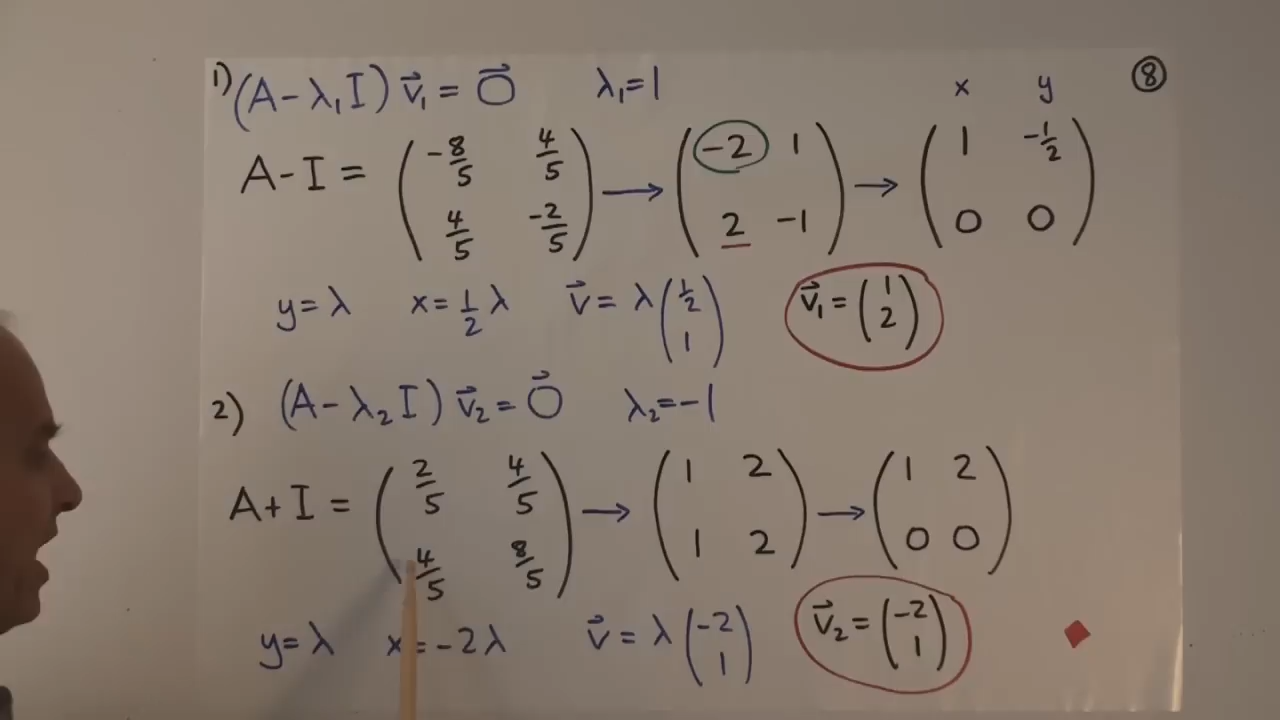 1) (A-λ₁I) v⃗₁ = 0⃗ λ₁=1 x y ⑧
A-I = ( -8/5 4/5 ; 4/5 -2/5 ) → ( -2 1 ; 2 -1 ) → ( 1 -1/2 ; 0 0 )
y=λ x=1/2 λ v⃗ = λ ( 1/2 ; 1 ) v⃗₁ = ( 1 ; 2 )
2) (A-λ₂I) v⃗₂ = 0⃗ λ₂=-1
A+I = ( 2/5 4/5 ; 4/5 8/5 ) → ( 1 2 ; 1 2 ) → ( 1 2 ; 0 0 )
y=λ x=-2λ v⃗ = λ ( -2 ; 1 ) v⃗₂ = ( -2 ; 1 )